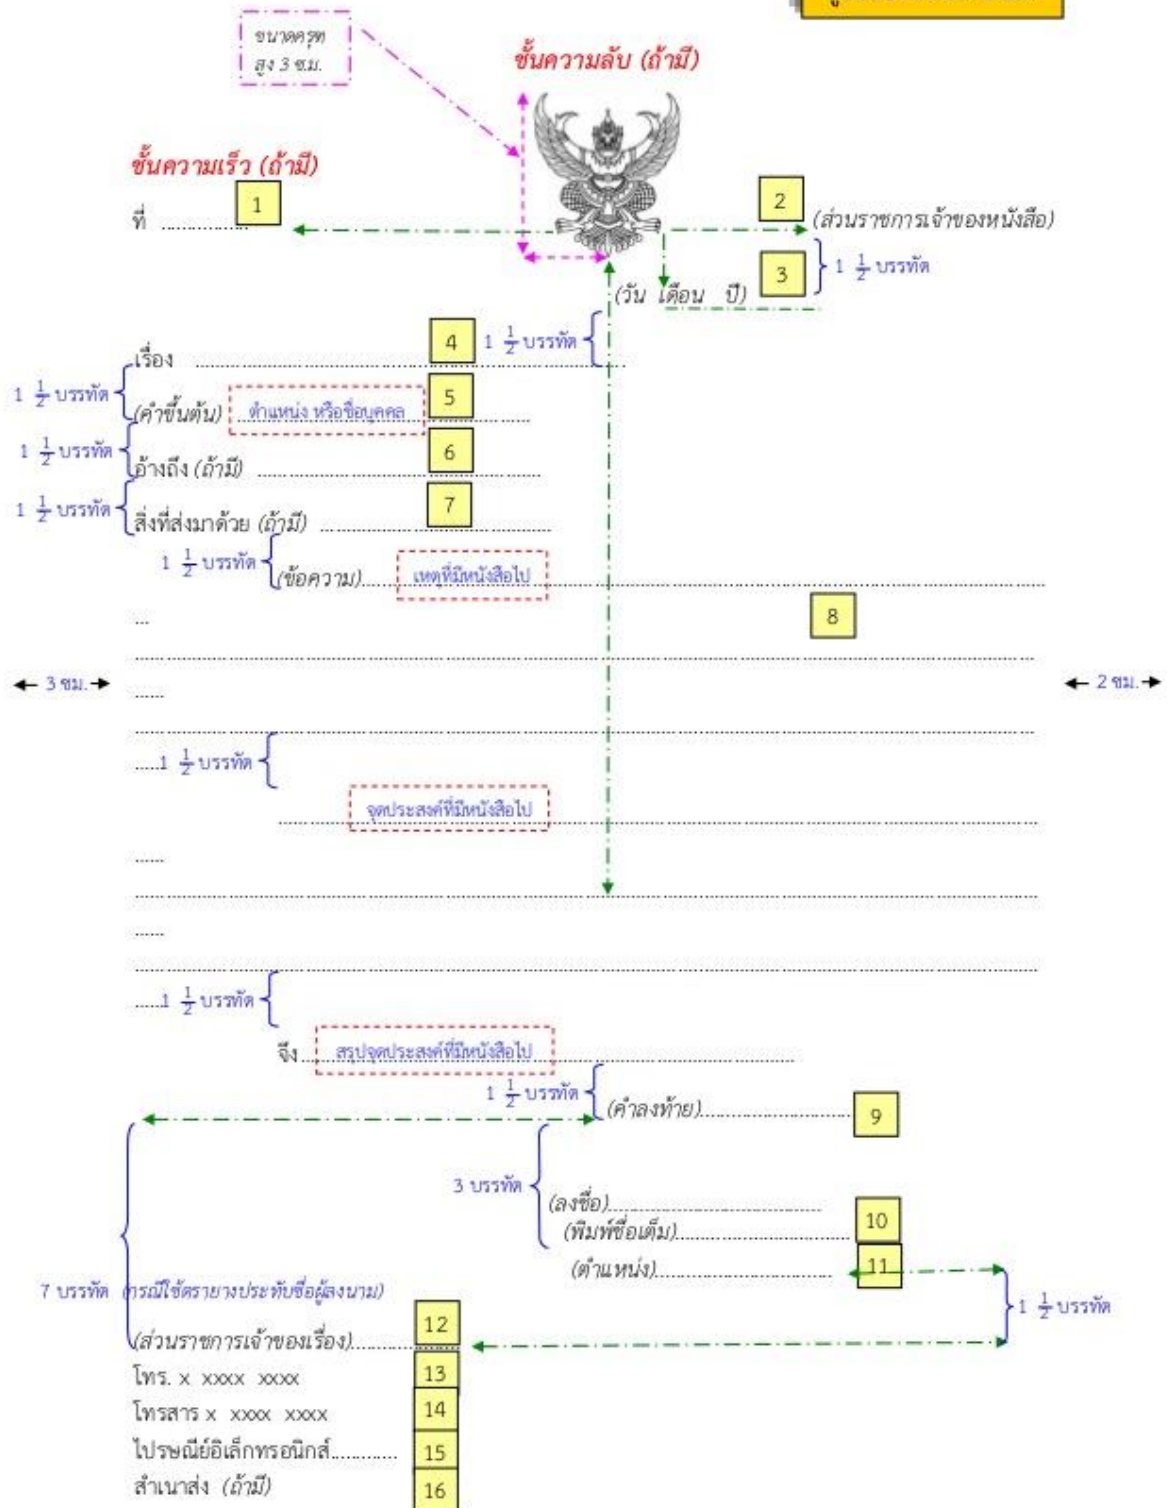 ขนาดครุฑ
สูง 3 ซ.ม.
ชั้นความลับ (ถ้ามี)
ชั้นความเร็ว (ถ้ามี)
ที่ .................. 1
2 (ส่วนราชการเจ้าของหนังสือ)
3 1 1/2 บรรทัด
(วัน เดือน ปี)
4 1 1/2 บรรทัด
เรื่อง
1 1/2 บรรทัด
(คำขึ้นต้น) ตำแหน่ง หรือชื่อบุคคล 5
1 1/2 บรรทัด
อ้างถึง (ถ้ามี) 6
1 1/2 บรรทัด
สิ่งที่ส่งมาด้วย (ถ้ามี) 7
1 1/2 บรรทัด
(ข้อความ) เหตุที่มีหนังสือไป
8
3 ซม.
2 ซม.
1 1/2 บรรทัด
จุดประสงค์ที่มีหนังสือไป
1 1/2 บรรทัด
จึง สรุปจุดประสงค์ที่มีหนังสือไป
1 1/2 บรรทัด
(คำลงท้าย) 9
3 บรรทัด
(ลงชื่อ)
(พิมพ์ชื่อเต็ม) 10
(ตำแหน่ง) 11
7 บรรทัด (กรณีใช้ตรายางประทับชื่อผู้ลงนาม)
1 1/2 บรรทัด
(ส่วนราชการเจ้าของเรื่อง) 12
โทร. x xxxx xxxx 13
โทรสาร x xxxx xxxx 14
ไปรษณีย์อิเล็กทรอนิกส์ 15
สำเนาส่ง (ถ้ามี) 16